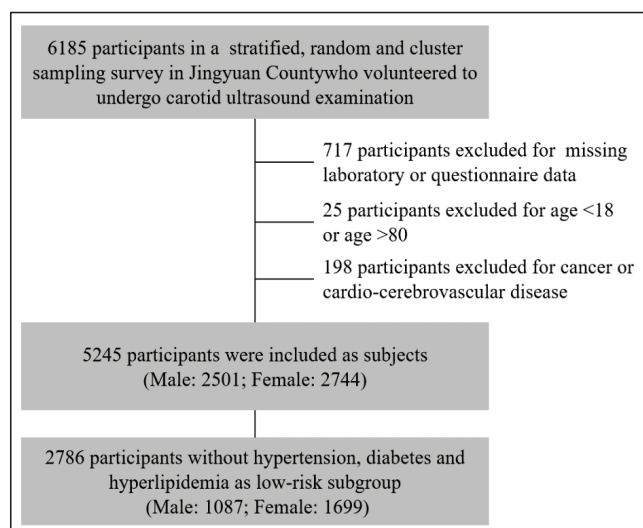 6185 participants in a stratified, random and cluster
sampling survey in Jingyuan Countywho volunteered to
undergo carotid ultrasound examination
717 participants excluded for missing
laboratory or questionnaire data
25 participants excluded for age <18
or age >80
198 participants excluded for cancer or
cardio-cerebrovascular disease
5245 participants were included as subjects
(Male: 2501; Female: 2744)
2786 participants without hypertension, diabetes and
hyperlipidemia as low-risk subgroup
(Male: 1087; Female: 1699)